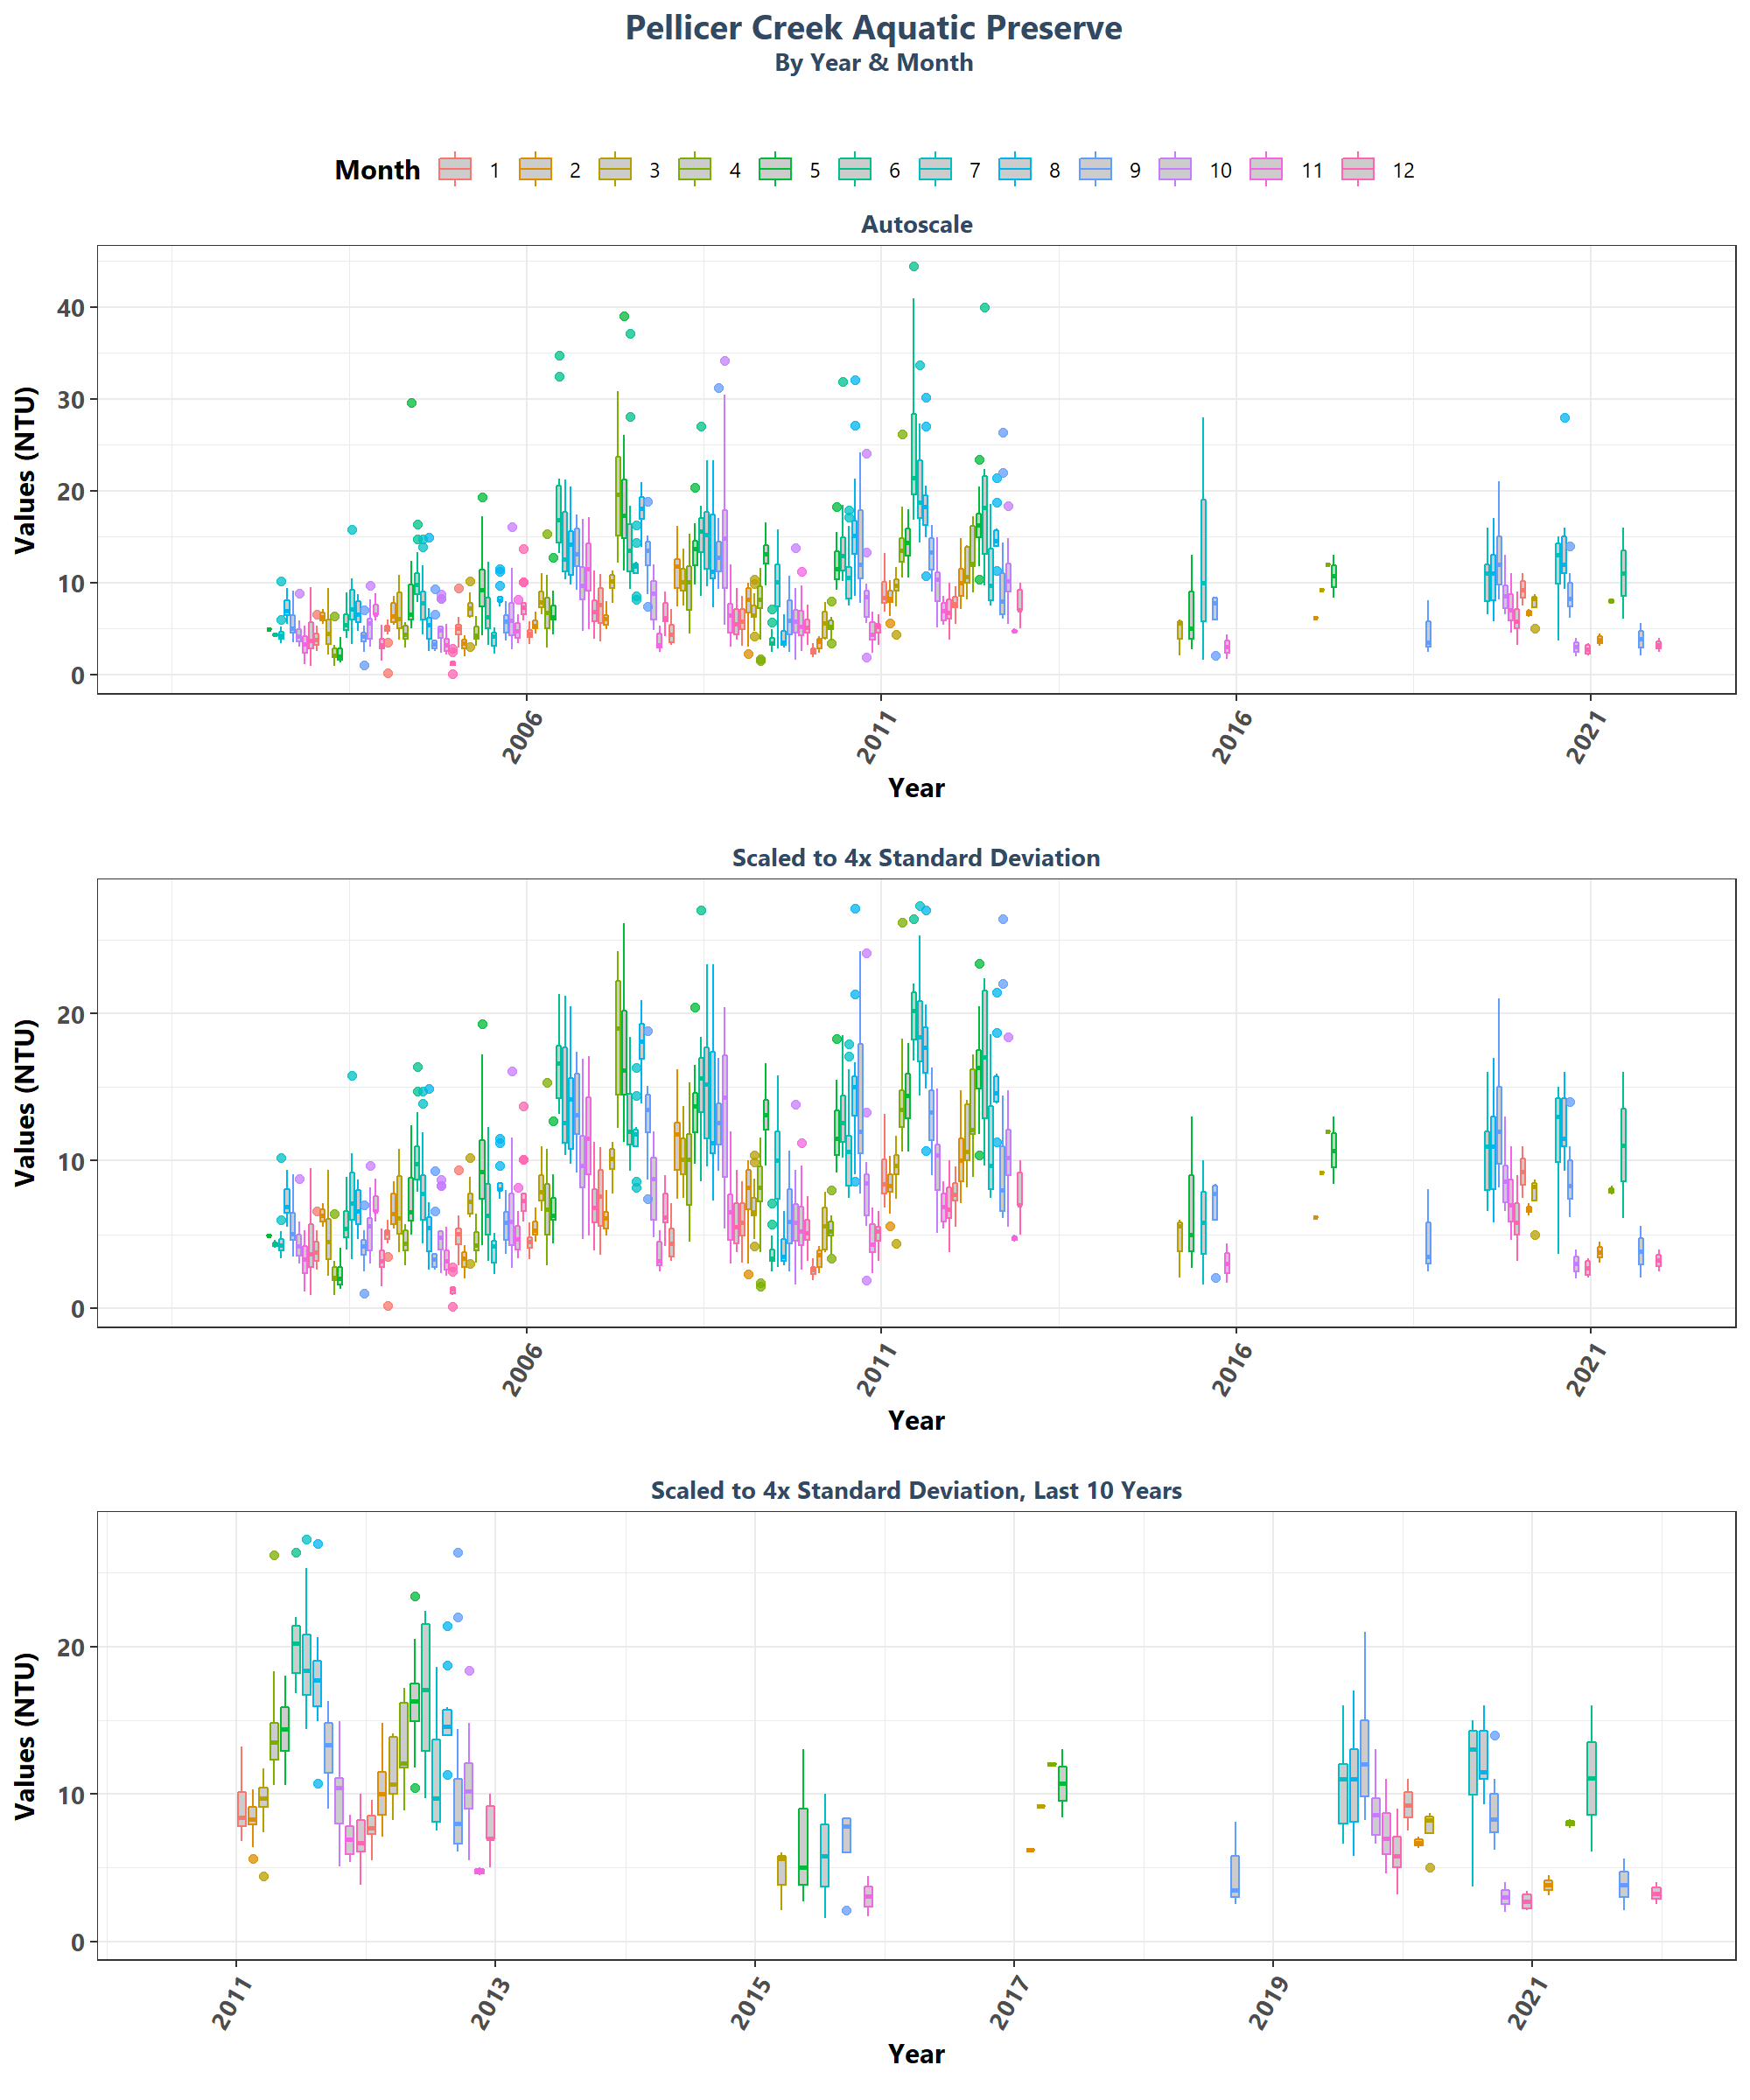 Pellicer Creek Aquatic Preserve
By Year & Month
Month 1 2 3 4 5 6 7 8 9 10 11 12
Autoscale
Values (NTU)
40
30
20
10
0
2006 2011 2016 2021
Year
Scaled to 4x Standard Deviation
Values (NTU)
20
10
0
2006 2011 2016 2021
Year
Scaled to 4x Standard Deviation, Last 10 Years
Values (NTU)
20
10
0
2011 2013 2015 2017 2019 2021
Year